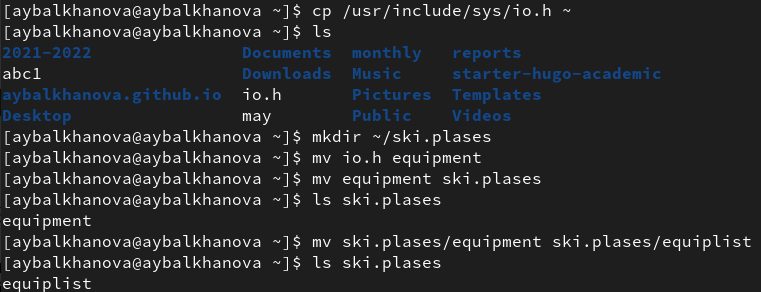 [aybalkhanova@aybalkhanova ~]$ cp /usr/include/sys/io.h ~
[aybalkhanova@aybalkhanova ~]$ ls
2021-2022 Documents monthly reports
abc1 Downloads Music starter-hugo-academic
aybalkhanova.github.io io.h Pictures Templates
Desktop may Public Videos
[aybalkhanova@aybalkhanova ~]$ mkdir ~/ski.plases
[aybalkhanova@aybalkhanova ~]$ mv io.h equipment
[aybalkhanova@aybalkhanova ~]$ mv equipment ski.plases
[aybalkhanova@aybalkhanova ~]$ ls ski.plases
equipment
[aybalkhanova@aybalkhanova ~]$ mv ski.plases/equipment ski.plases/equiplist
[aybalkhanova@aybalkhanova ~]$ ls ski.plases
equiplist